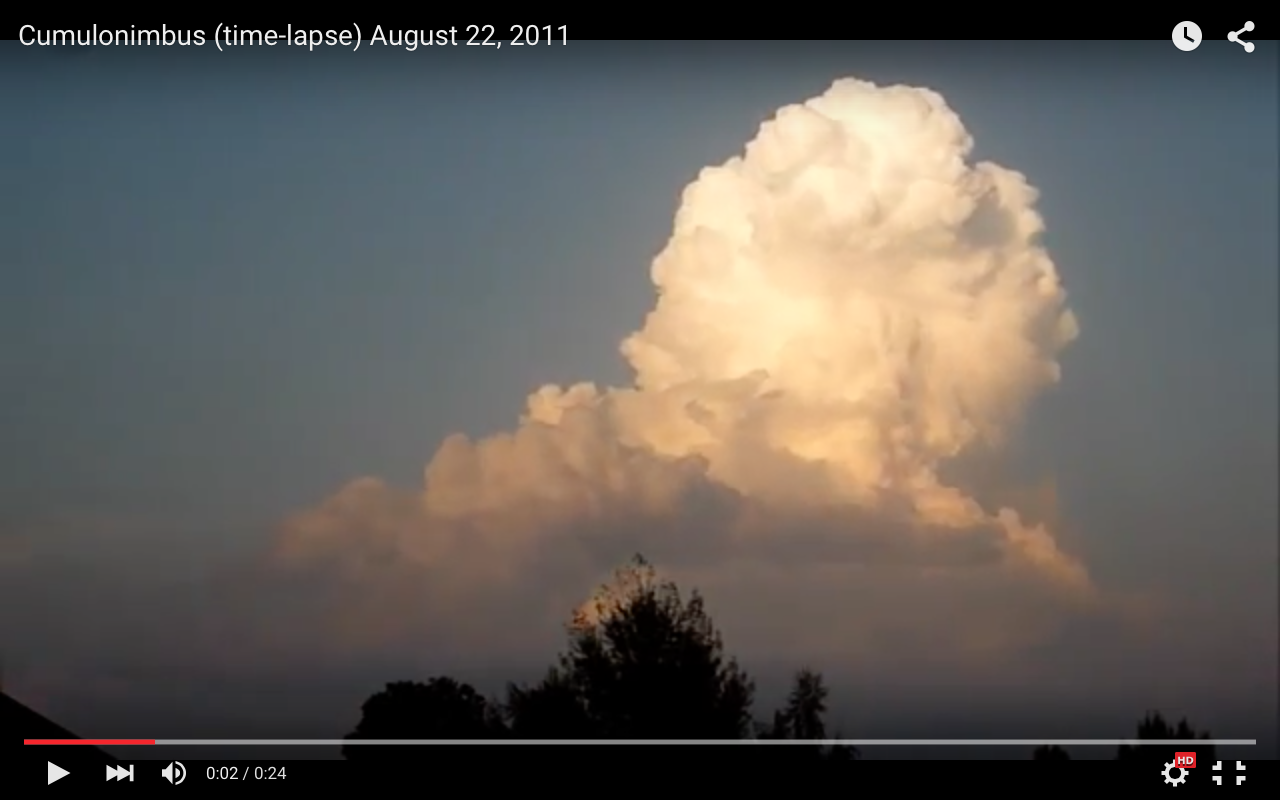 Cumulonimbus (time-lapse) August 22, 2011
HD
0:02 / 0:24